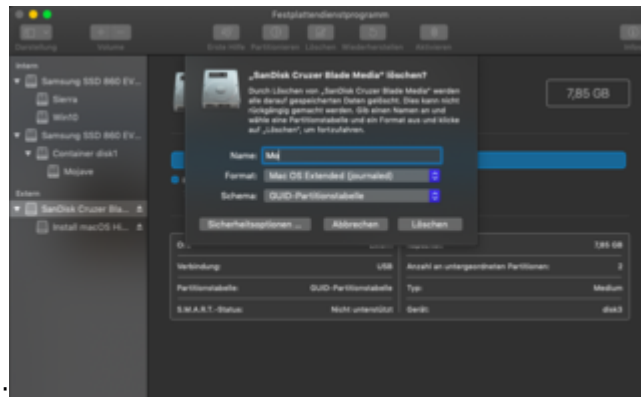 Festplattendienstprogramm
Darstellung
Volume
Erste Hilfe
Partitionieren
Löschen
Wiederherstellen
Aktivieren
Intern
Samsung SSD 860 EV...
Sierra
Win10
Samsung SSD 860 EV...
Container disk1
Mojave
Extern
SanDisk Cruzer Bla...
Install macOS Hi...
„SanDisk Cruzer Blade Media“ löschen?
Durch Löschen von „SanDisk Cruzer Blade Media“ werden
alle darauf gespeicherten Daten gelöscht. Dies kann nicht
rückgängig gemacht werden. Gib einen Namen an und
wähle eine Partitionstabelle und ein Format aus und klicke
auf „Löschen“, um fortzufahren.
Name: Mo
Format: Mac OS Extended (journaled)
Schema: GUID-Partitionstabelle
Sicherheitsoptionen ...
Abbrechen
Löschen
7,85 GB
7,85 GB
Verbindung: USB
Anzahl an untergeordneten Partitionen: 2
Partitionstabelle: GUID-Partitionstabelle
Typ: Medium
S.M.A.R.T.-Status: Nicht unterstützt
Gerät: disk3